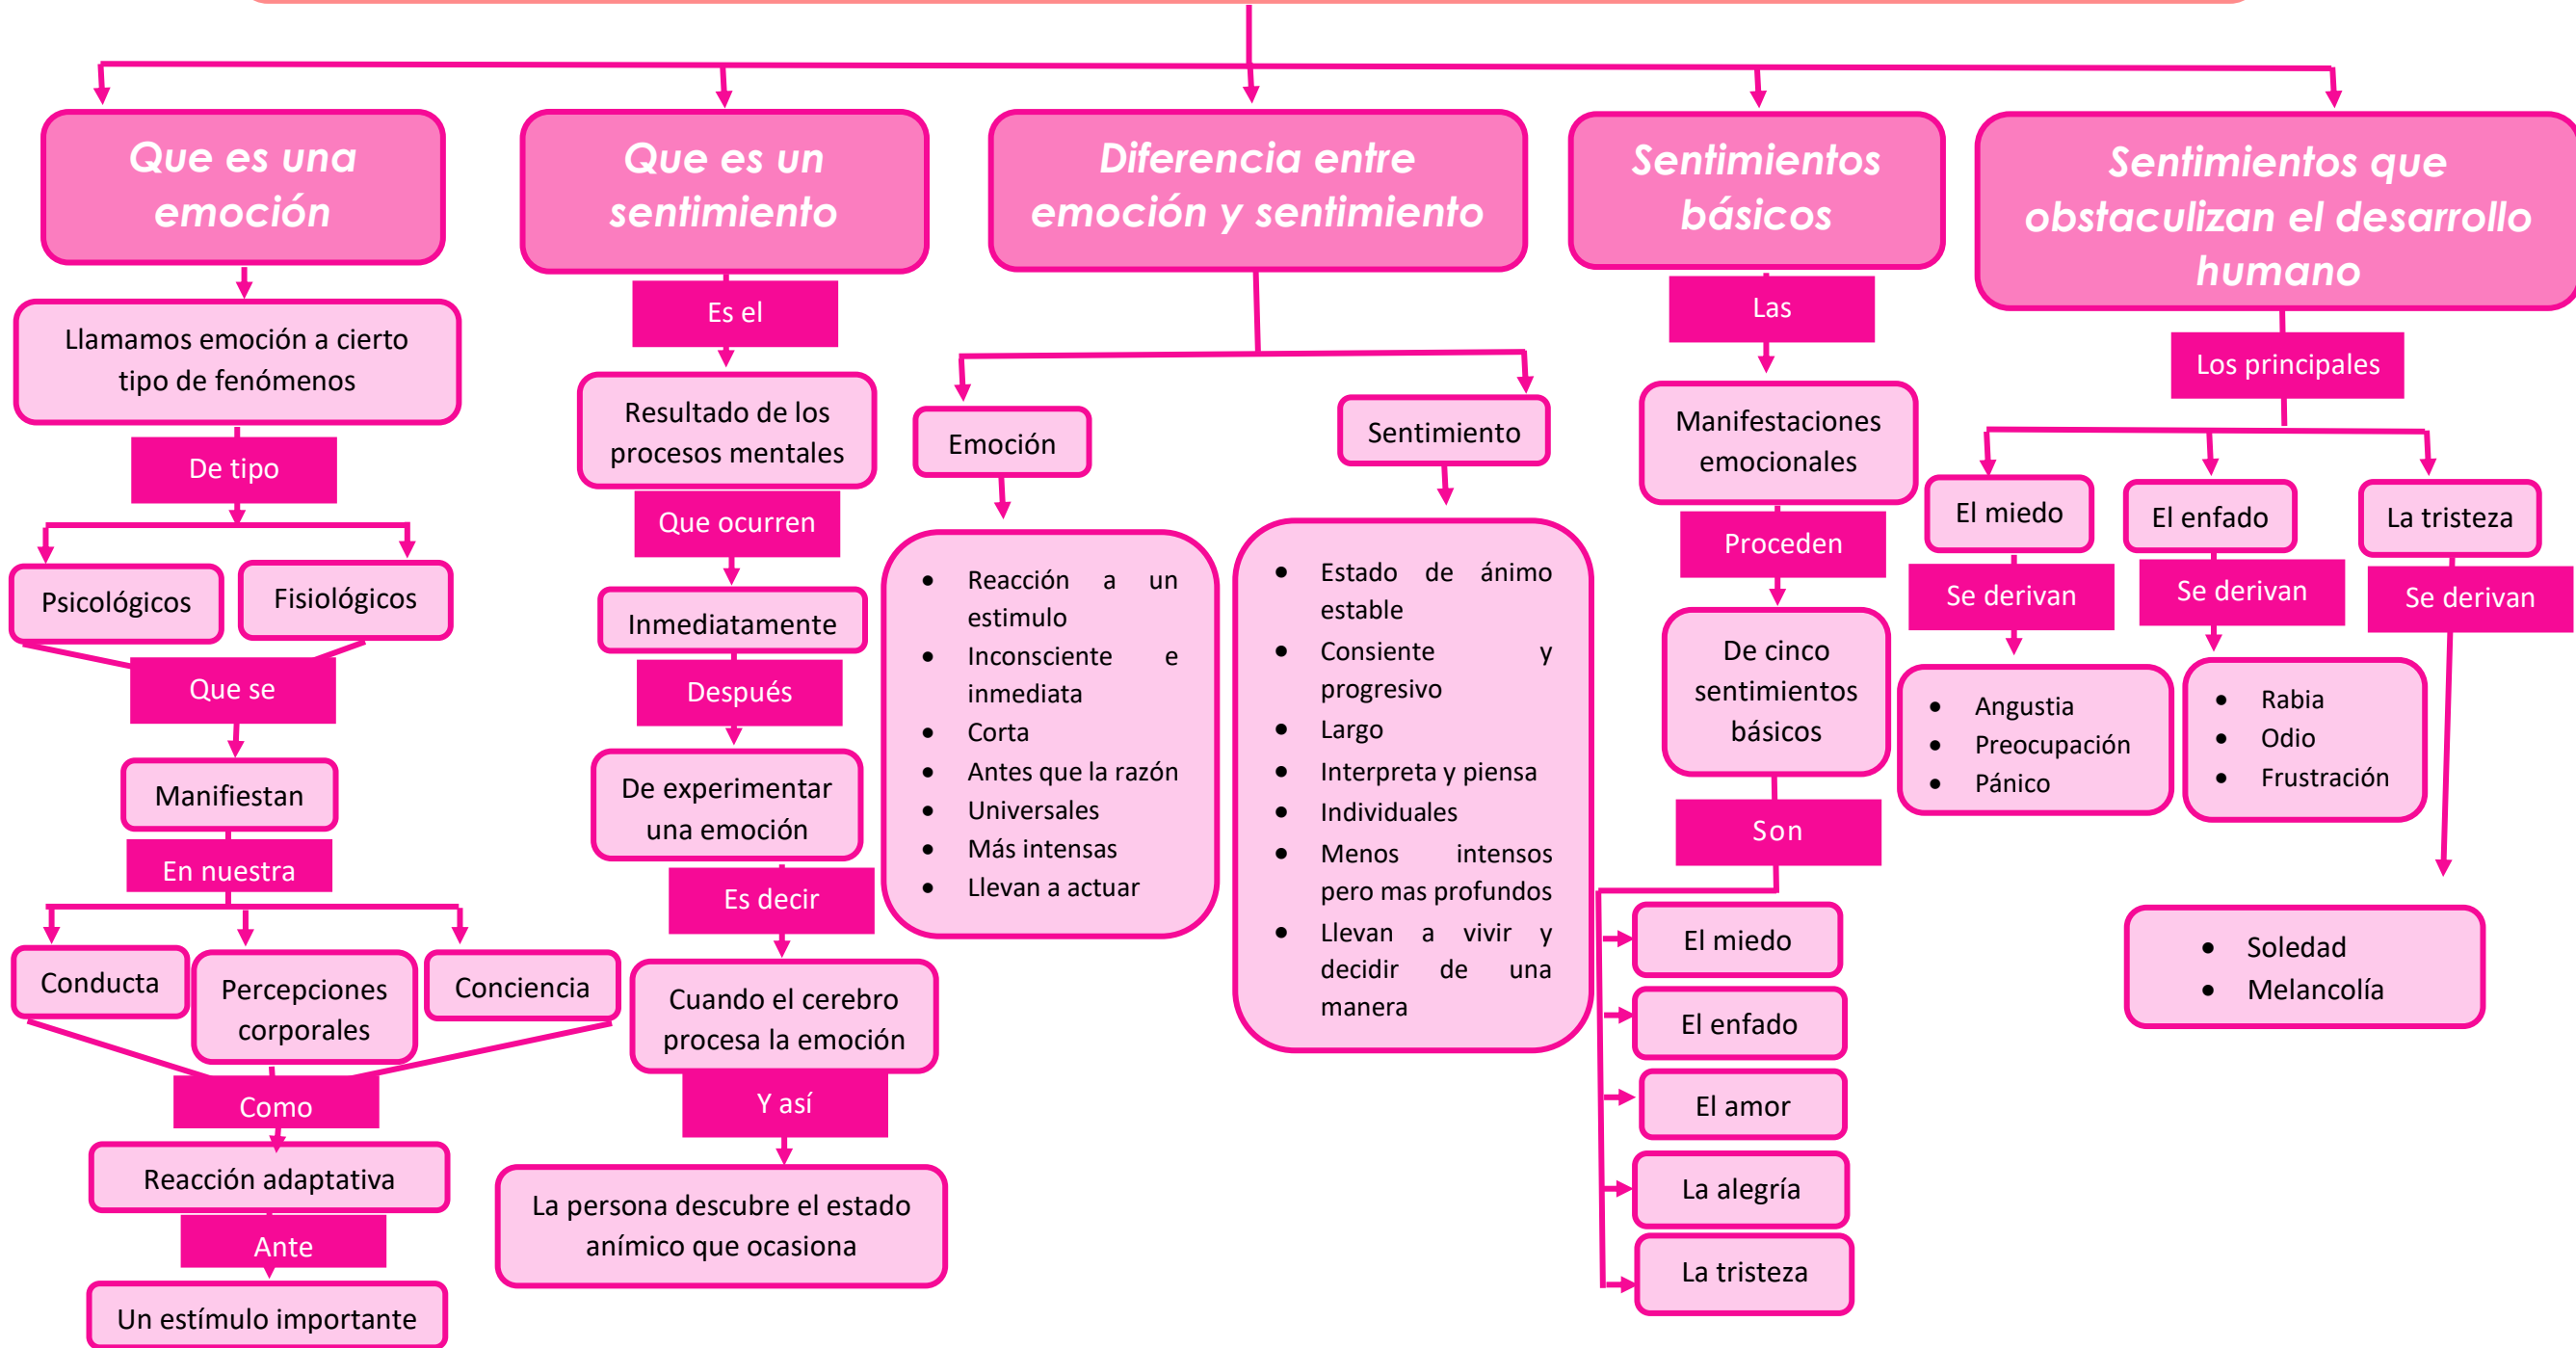 Que es una
emoción
Llamamos emoción a cierto
tipo de fenómenos
De tipo
Psicológicos
Fisiológicos
Que se
Manifiestan
En nuestra
Conducta
Percepciones
corporales
Conciencia
Como
Reacción adaptativa
Ante
Un estímulo importante
Que es un
sentimiento
Es el
Resultado de los
procesos mentales
Que ocurren
Inmediatamente
Después
De experimentar
una emoción
Es decir
Cuando el cerebro
procesa la emoción
Y así
La persona descubre el estado
anímico que ocasiona
Diferencia entre
emoción y sentimiento
Emoción
• Reacción a un
estimulo
• Inconsciente e
inmediata
• Corta
• Antes que la razón
• Universales
• Más intensas
• Llevan a actuar
Sentimiento
• Estado de ánimo
estable
• Consiente y
progresivo
• Largo
• Interpreta y piensa
• Individuales
• Menos intensos
pero mas profundos
• Llevan a vivir y
decidir de una
manera
Sentimientos
básicos
Las
Manifestaciones
emocionales
Proceden
De cinco
sentimientos
básicos
Son
El miedo
El enfado
El amor
La alegría
La tristeza
Sentimientos que
obstaculizan el desarrollo
humano
Los principales
El miedo
Se derivan
• Angustia
• Preocupación
• Pánico
El enfado
Se derivan
• Rabia
• Odio
• Frustración
La tristeza
Se derivan
• Soledad
• Melancolía